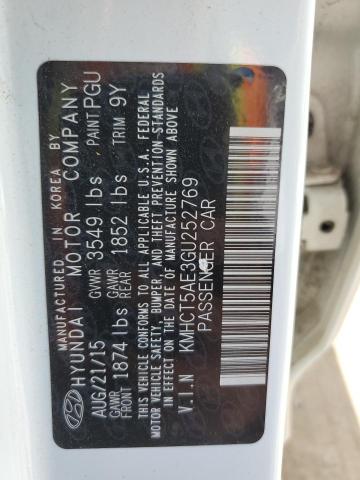 MANUFACTURED IN KOREA BY
HYUNDAI MOTOR COMPANY
AUG/21/15 GVWR 3549 lbs PAINT PGU
GAWR FRONT 1874 lbs GAWR REAR 1852 lbs TRIM 9Y
THIS VEHICLE CONFORMS TO ALL APPLICABLE U.S.A. FEDERAL
MOTOR VEHICLE SAFETY, BUMPER, AND THEFT PREVENTION STANDARDS
IN EFFECT ON THE DATE OF MANUFACTURE SHOWN ABOVE
V.I.N KMHCT5AE3GU252769
PASSENGER CAR